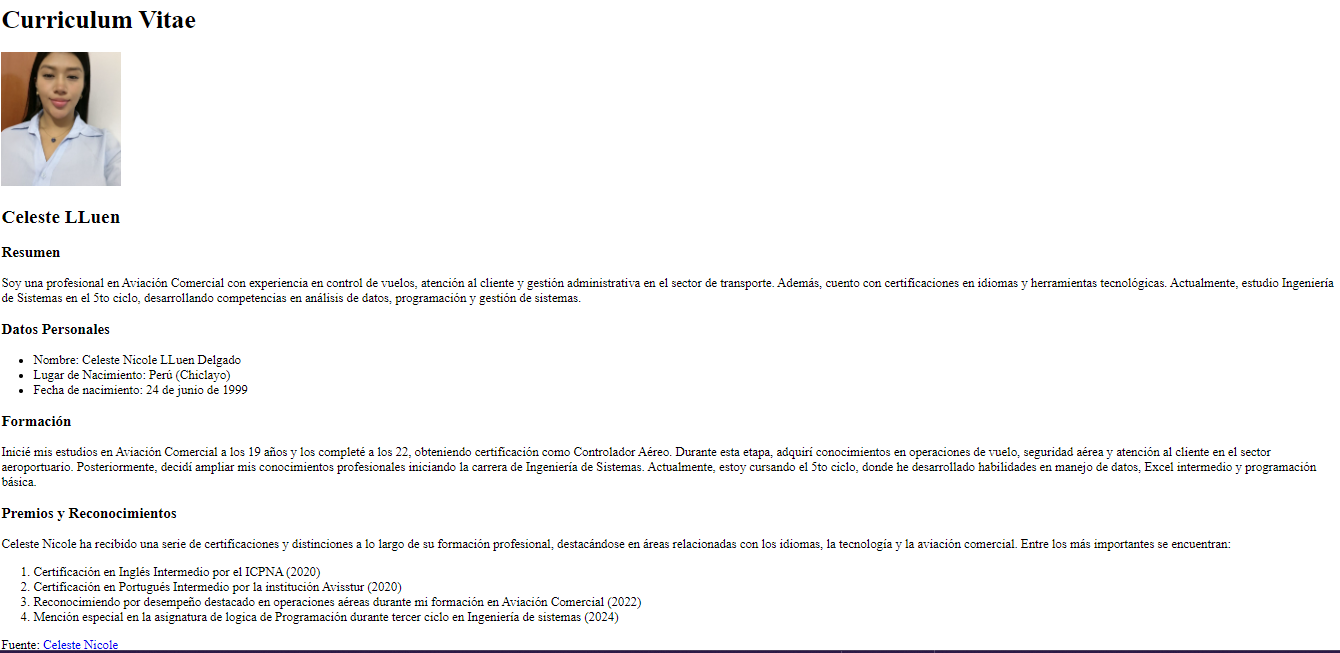 Curriculum Vitae
Celeste LLuen
Resumen
Soy una profesional en Aviación Comercial con experiencia en control de vuelos, atención al cliente y gestión administrativa en el sector de transporte. Además, cuento con certificaciones en idiomas y herramientas tecnológicas. Actualmente, estudio Ingeniería
de Sistemas en el 5to ciclo, desarrollando competencias en análisis de datos, programación y gestión de sistemas.
Datos Personales
• Nombre: Celeste Nicole LLuen Delgado
• Lugar de Nacimiento: Perú (Chiclayo)
• Fecha de nacimiento: 24 de junio de 1999
Formación
Inicié mis estudios en Aviación Comercial a los 19 años y los completé a los 22, obteniendo certificación como Controlador Aéreo. Durante esta etapa, adquirí conocimientos en operaciones de vuelo, seguridad aérea y atención al cliente en el sector
aeroportuario. Posteriormente, decidí ampliar mis conocimientos profesionales iniciando la carrera de Ingeniería de Sistemas. Actualmente, estoy cursando el 5to ciclo, donde he desarrollado habilidades en manejo de datos, Excel intermedio y programación
básica.
Premios y Reconocimientos
Celeste Nicole ha recibido una serie de certificaciones y distinciones a lo largo de su formación profesional, destacándose en áreas relacionadas con los idiomas, la tecnología y la aviación comercial. Entre los más importantes se encuentran:
1. Certificación en Inglés Intermedio por el ICPNA (2020)
2. Certificación en Portugués Intermedio por la institución Avisstur (2020)
3. Reconocimiendo por desempeño destacado en operaciones aéreas durante mi formación en Aviación Comercial (2022)
4. Mención especial en la asignatura de logica de Programación durante tercer ciclo en Ingeniería de sistemas (2024)
Fuente: Celeste Nicole